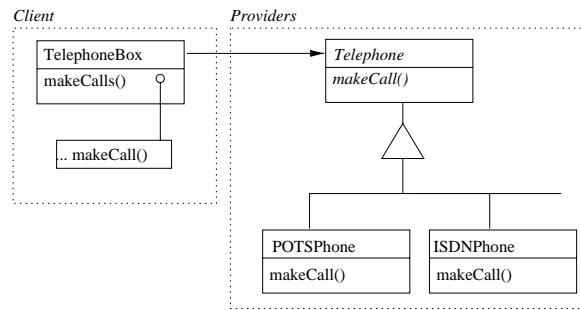 Client
Providers
TelephoneBox
makeCalls()
... makeCall()
Telephone
makeCall()
POTSPhone
makeCall()
ISDNPhone
makeCall()